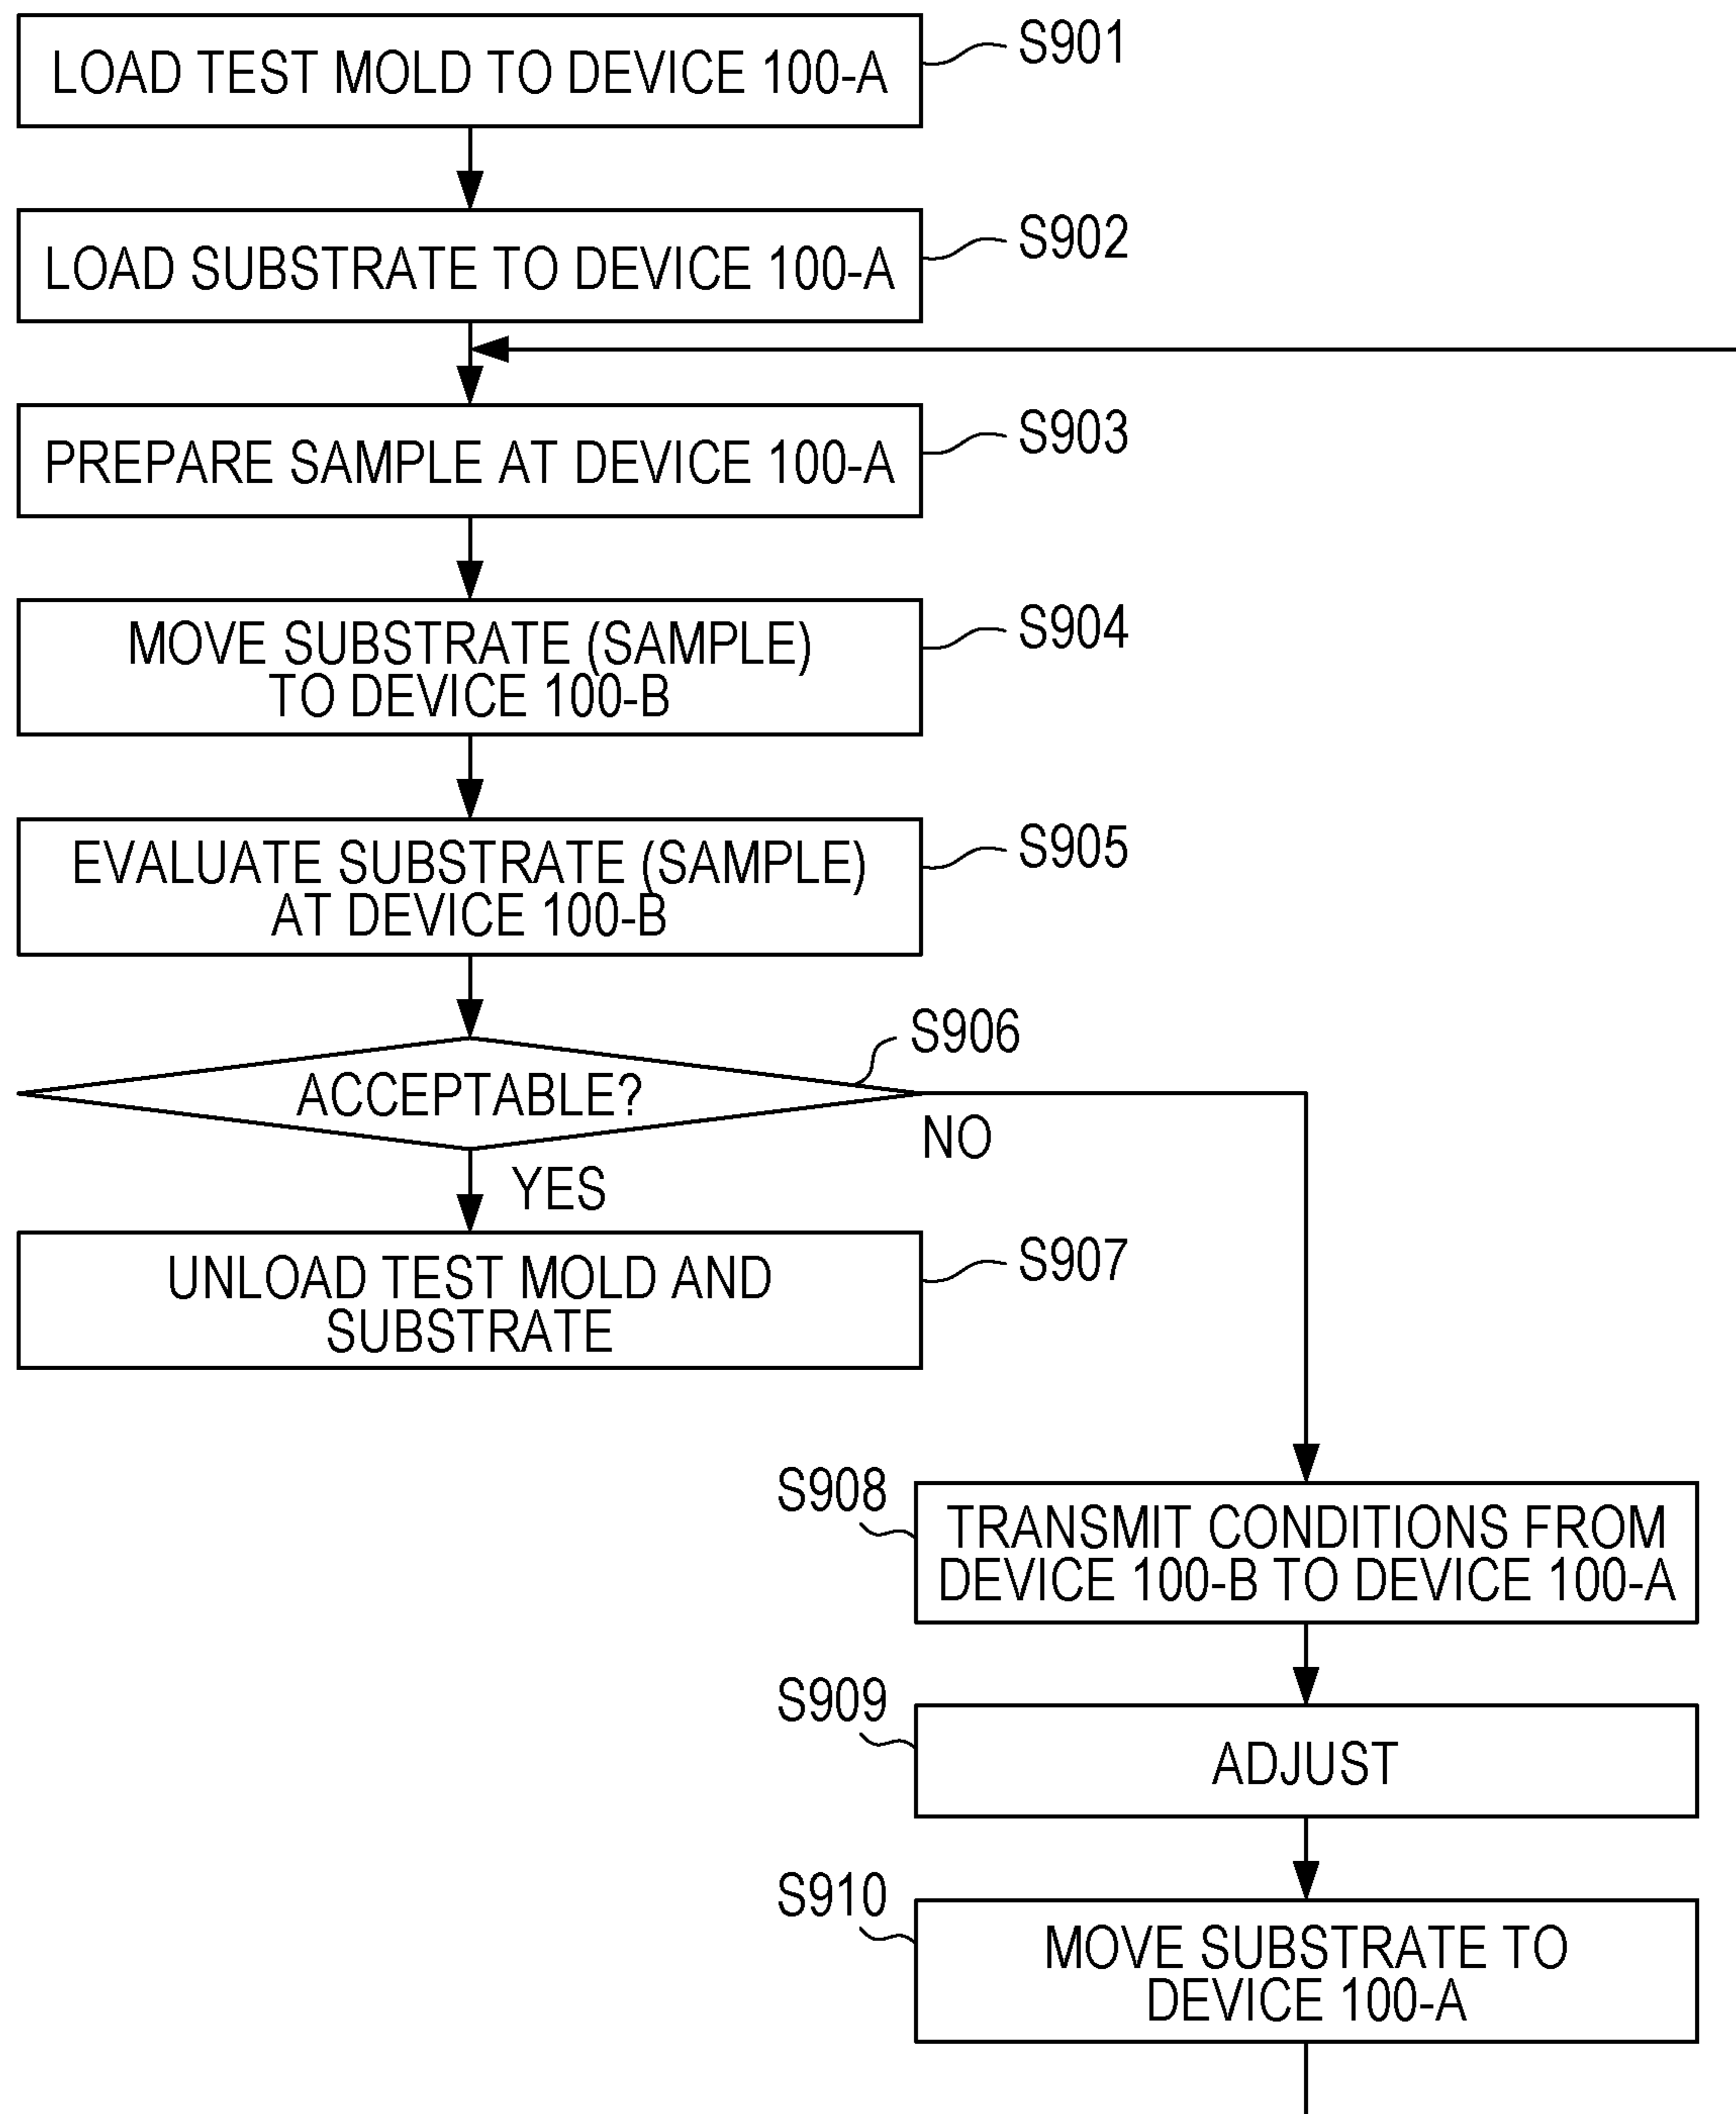 LOAD TEST MOLD TO DEVICE 100-A
S901
LOAD SUBSTRATE TO DEVICE 100-A
S902
PREPARE SAMPLE AT DEVICE 100-A
S903
MOVE SUBSTRATE (SAMPLE)
TO DEVICE 100-B
S904
EVALUATE SUBSTRATE (SAMPLE)
AT DEVICE 100-B
S905
ACCEPTABLE?
S906
NO
YES
UNLOAD TEST MOLD AND
SUBSTRATE
S907
S908
TRANSMIT CONDITIONS FROM
DEVICE 100-B TO DEVICE 100-A
S909
ADJUST
S910
MOVE SUBSTRATE TO
DEVICE 100-A